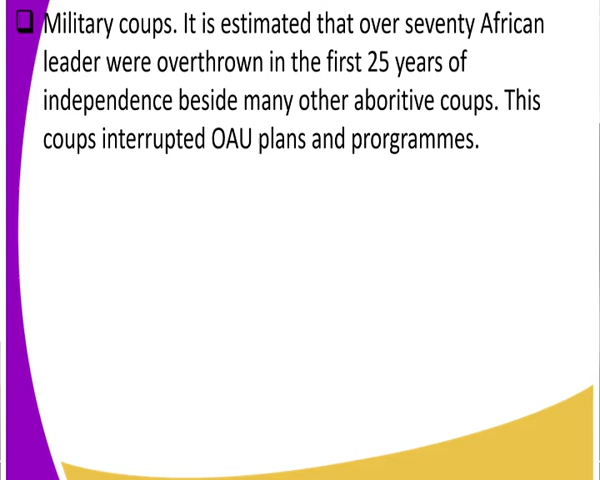 Military coups. It is estimated that over seventy African
leader were overthrown in the first 25 years of
independence beside many other aboritive coups. This
coups interrupted OAU plans and prorgrammes.